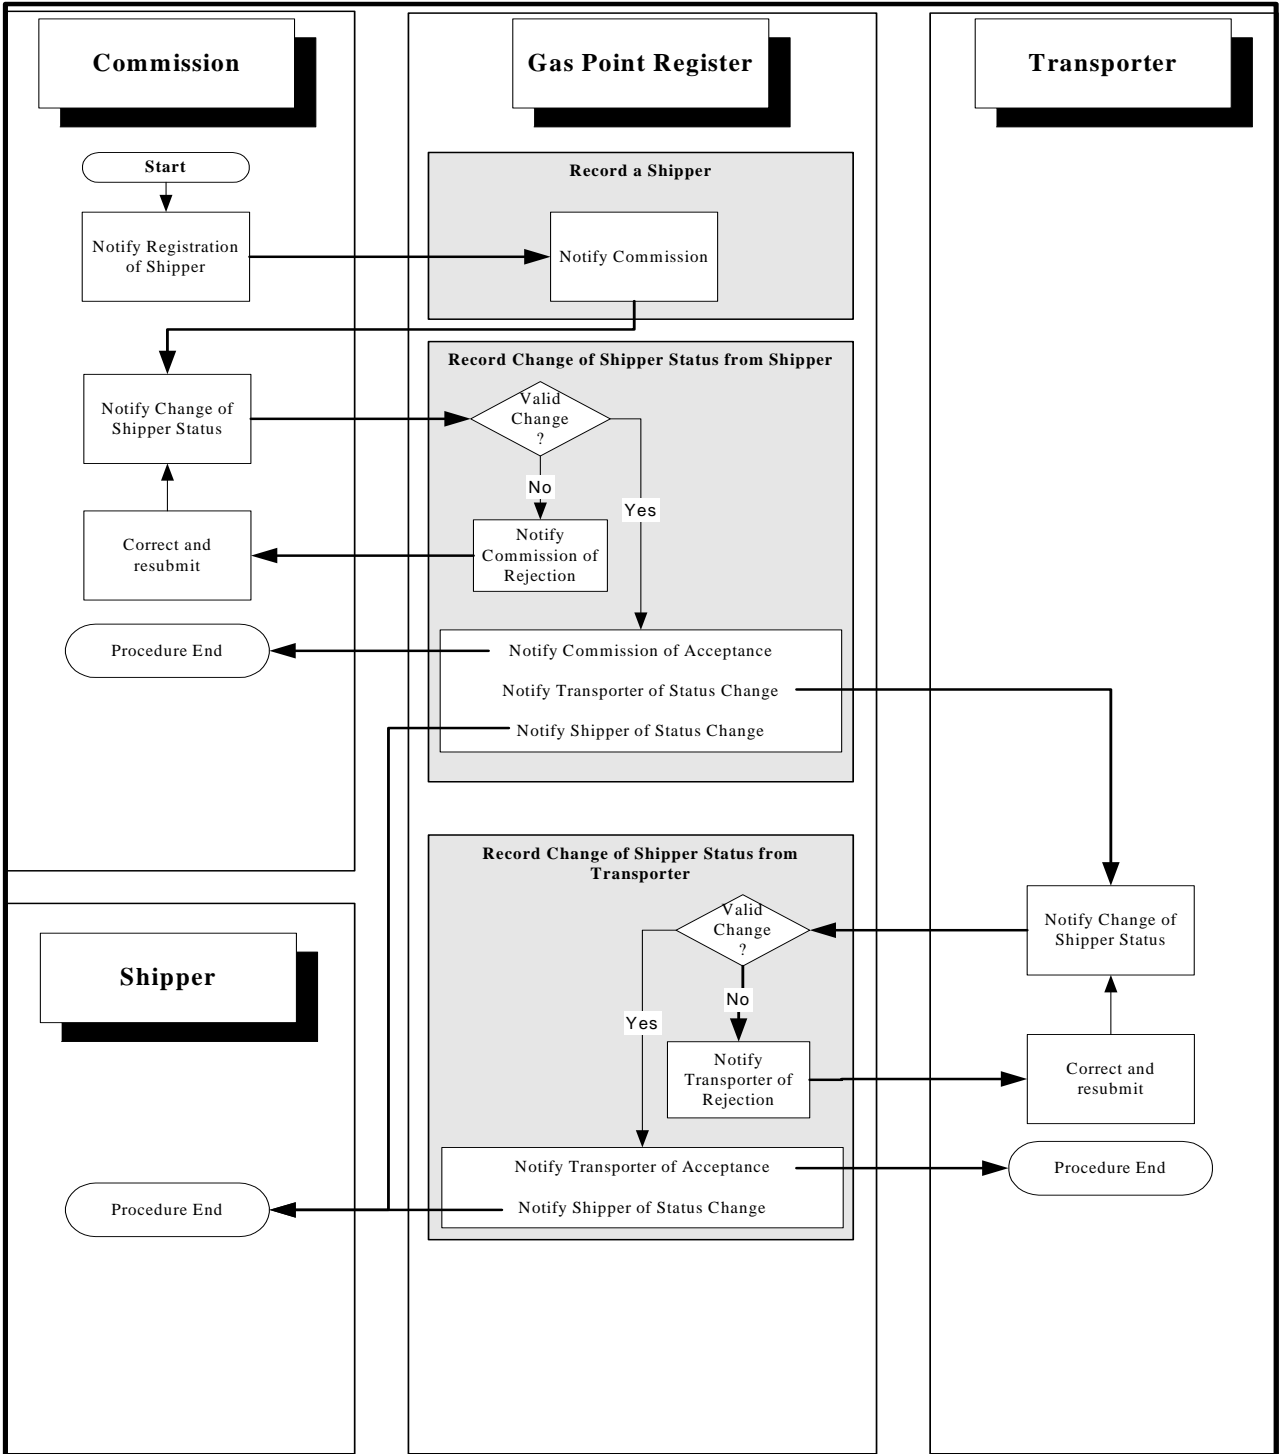 Commission
Gas Point Register
Transporter
Start
Record a Shipper
Notify Registration
of Shipper
Notify Commission
Record Change of Shipper Status from Shipper
Notify Change of
Shipper Status
Valid
Change
?
No
Yes
Correct and
resubmit
Notify
Commission of
Rejection
Procedure End
Notify Commission of Acceptance
Notify Transporter of Status Change
Notify Shipper of Status Change
Record Change of Shipper Status from
Transporter
Valid
Change
?
Notify Change of
Shipper Status
Shipper
No
Yes
Notify
Transporter of
Rejection
Correct and
resubmit
Notify Transporter of Acceptance
Procedure End
Procedure End
Notify Shipper of Status Change